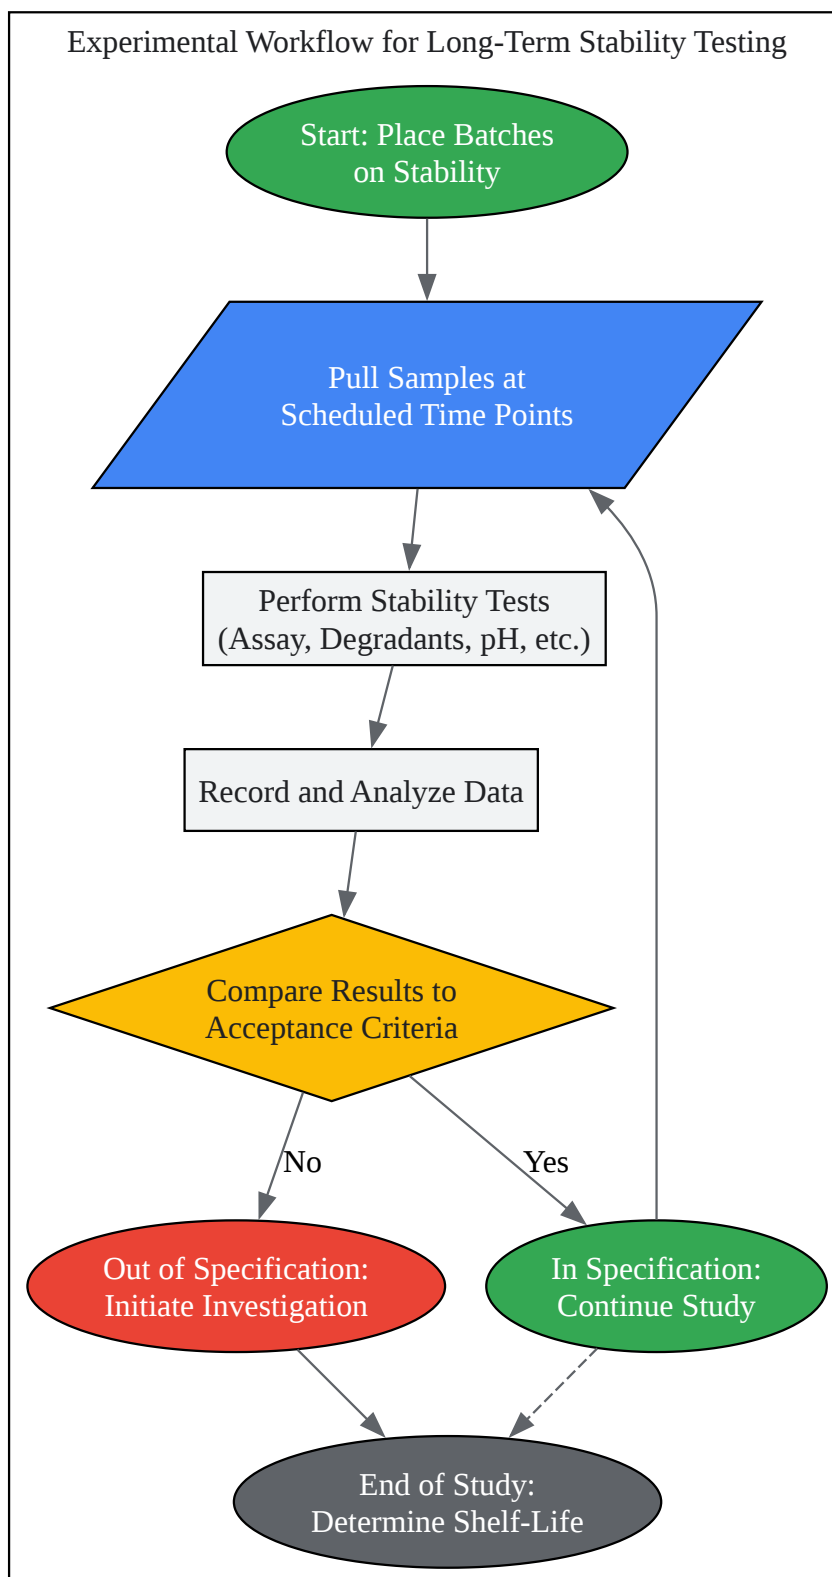 Experimental Workflow for Long-Term Stability Testing
Start: Place Batches
on Stability
Pull Samples at
Scheduled Time Points
Perform Stability Tests
(Assay, Degradants, pH, etc.)
Record and Analyze Data
Compare Results to
Acceptance Criteria
No
Yes
Out of Specification:
Initiate Investigation
In Specification:
Continue Study
End of Study:
Determine Shelf-Life